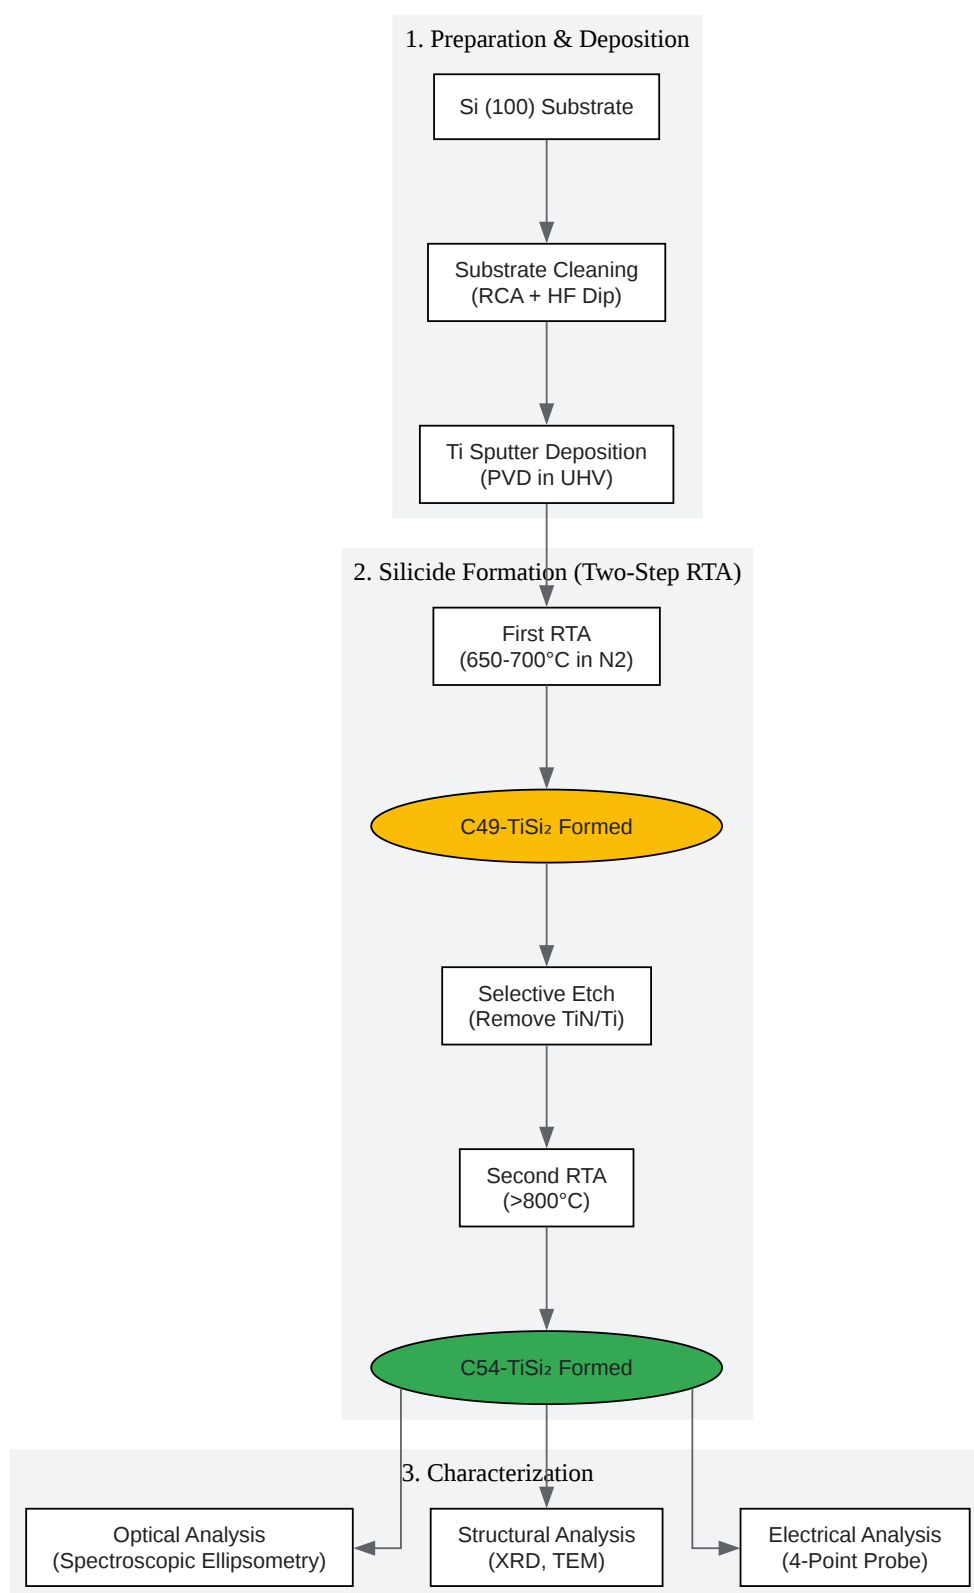 1. Preparation & Deposition
Si (100) Substrate
Substrate Cleaning
(RCA + HF Dip)
Ti Sputter Deposition
(PVD in UHV)
2. Silicide Formation (Two-Step RTA)
First RTA
(650-700°C in N2)
C49-TiSi₂ Formed
Selective Etch
(Remove TiN/Ti)
Second RTA
(>800°C)
C54-TiSi₂ Formed
3. Characterization
Optical Analysis
(Spectroscopic Ellipsometry)
Structural Analysis
(XRD, TEM)
Electrical Analysis
(4-Point Probe)